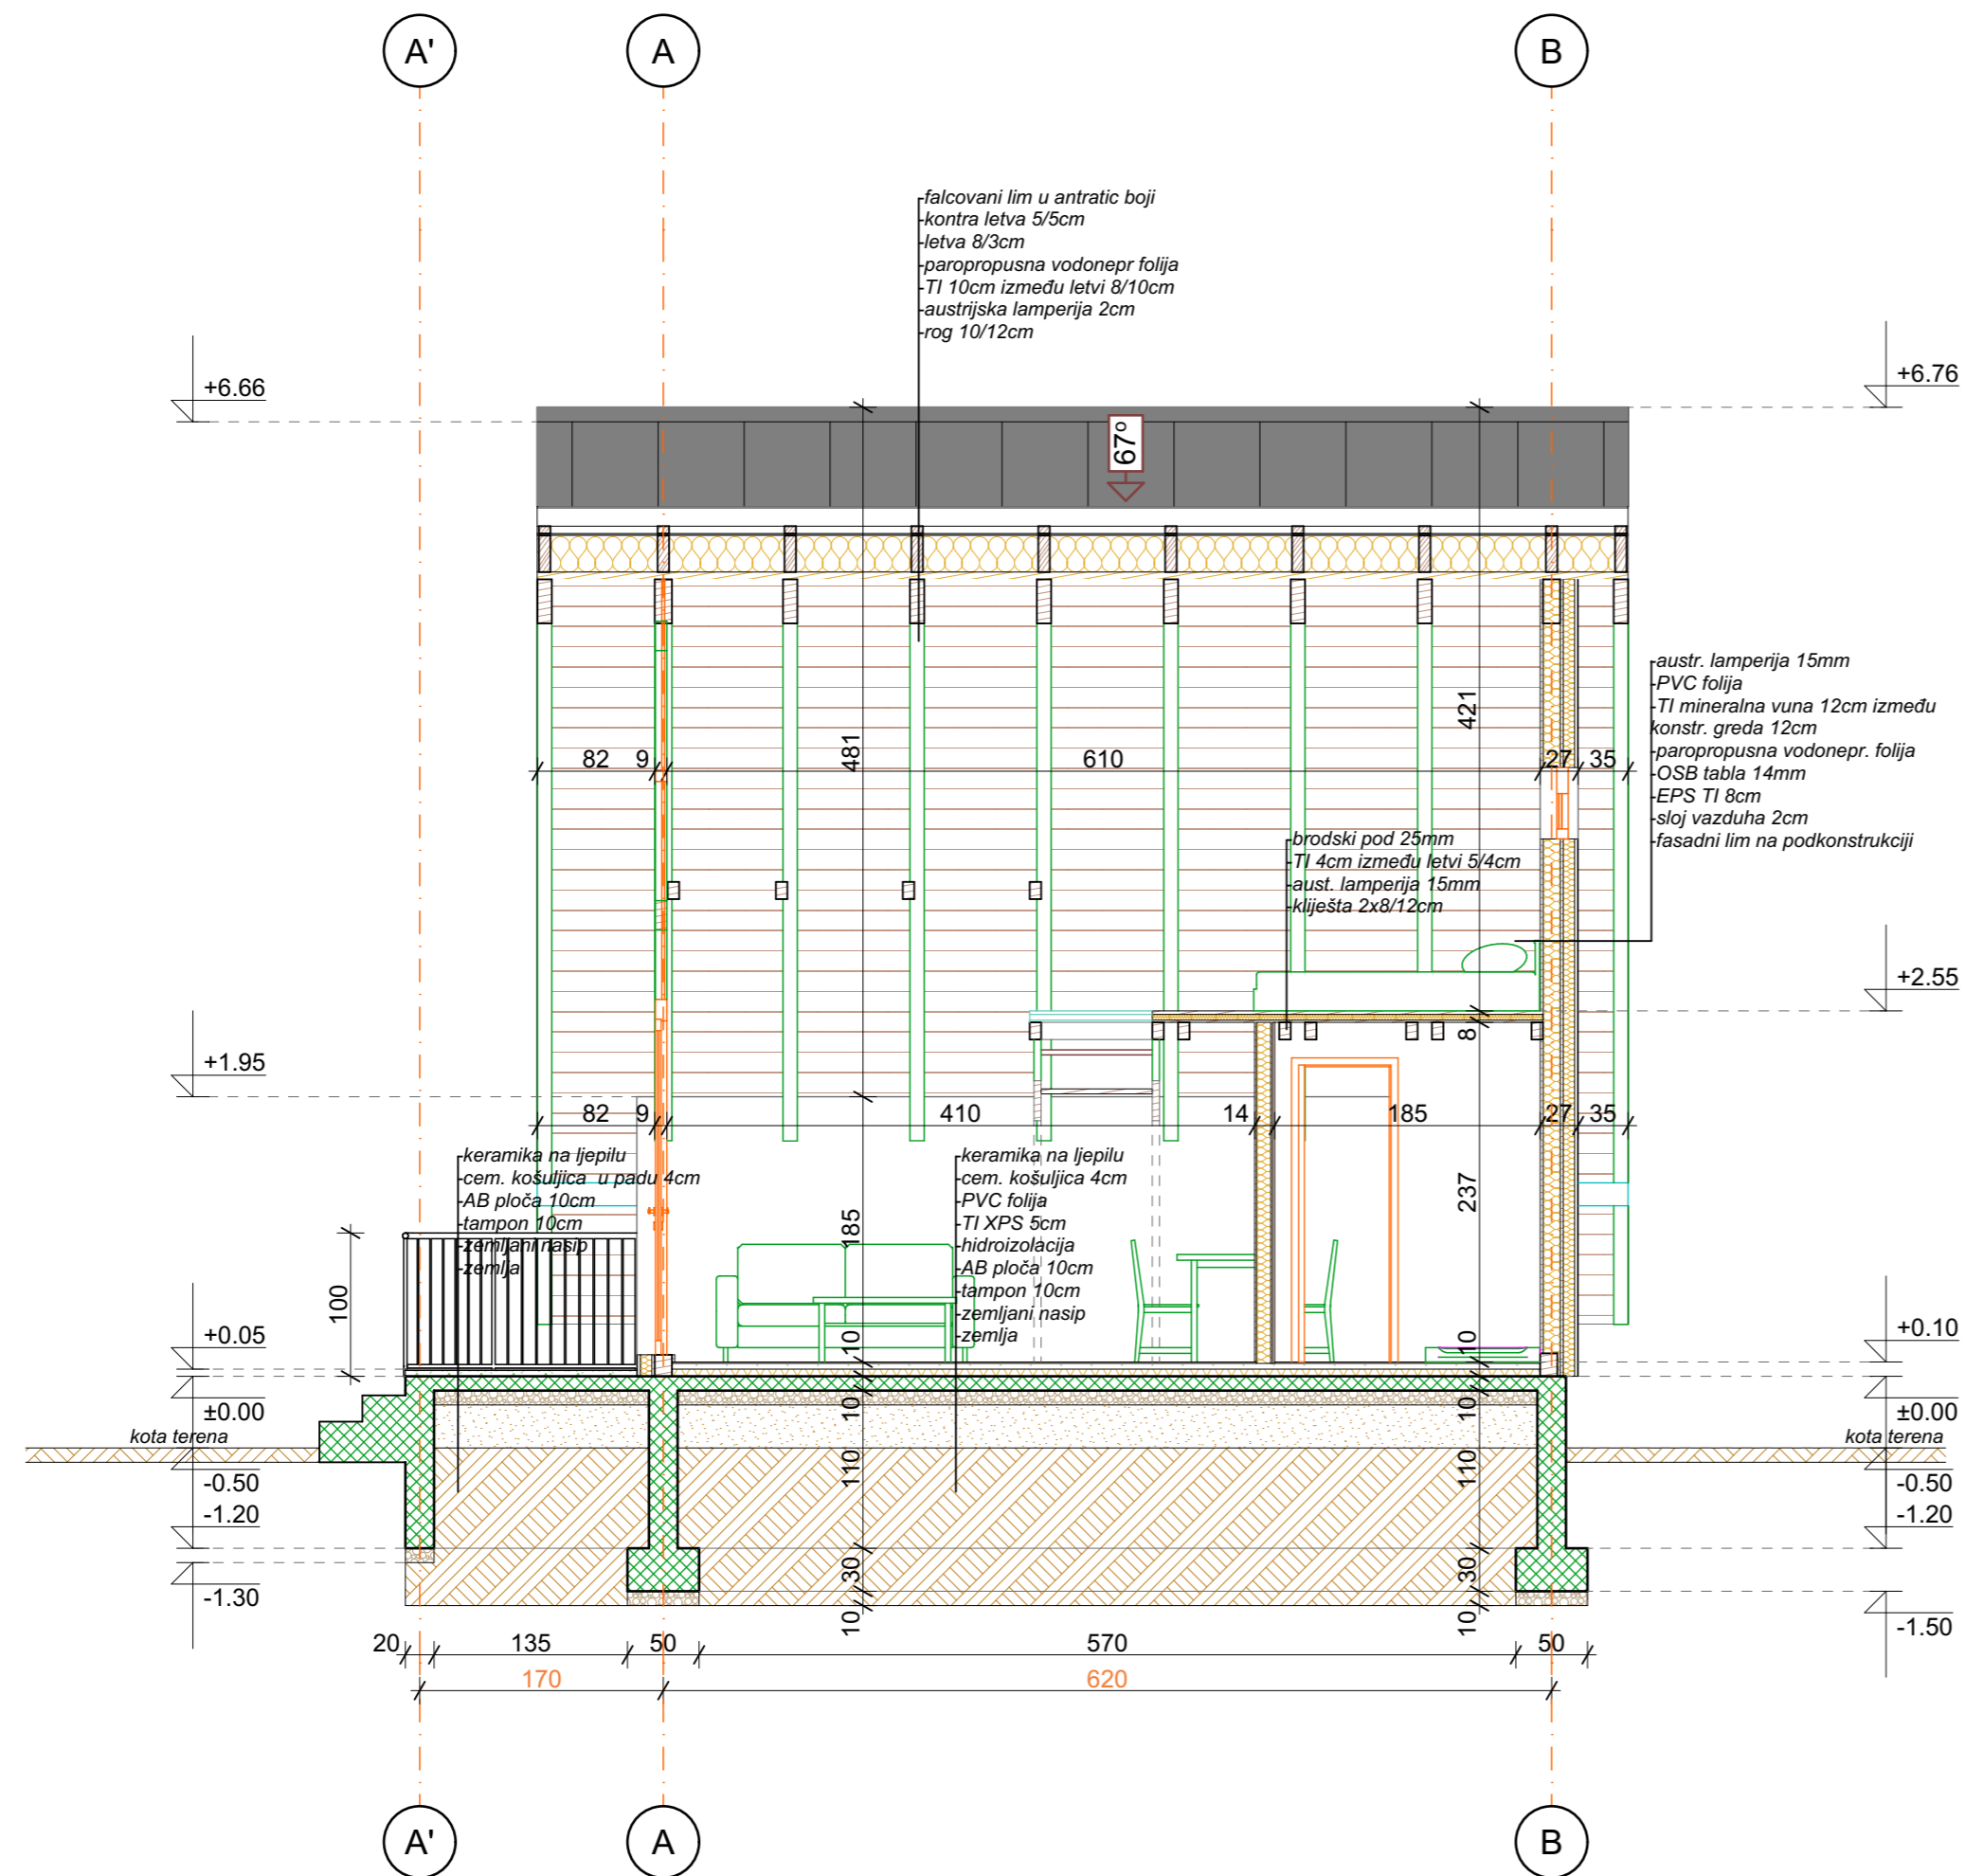 A'
A
B
-falcovani lim u antratic boji
-kontra letva 5/5cm
-letva 8/3cm
-paropropusna vodonepr folija
-TI 10cm između letvi 8/10cm
-austrijska lamperija 2cm
-rog 10/12cm
+6.66
+6.76
67°
-austr. lamperija 15mm
-PVC folija
-TI mineralna vuna 12cm između
konstr. greda 12cm
-paropropusna vodonepr. folija
-OSB tabla 14mm
-EPS TI 8cm
-sloj vazduha 2cm
-fasadni lim na podkonstrukciji
421
481
82
9
610
27
35
-brodski pod 25mm
-TI 4cm između letvi 5/4cm
-aust. lamperija 15mm
-kliješta 2x8/12cm
+2.55
8
+1.95
82
9
410
14
185
27
35
-keramika na ljepilu
-cem. košuljica u padu 4cm
-AB ploča 10cm
-tampon 10cm
-zemljani nasip
-zemlja
-keramika na ljepilu
-cem. košuljica 4cm
-PVC folija
-TI XPS 5cm
-hidroizolacija
-AB ploča 10cm
-tampon 10cm
-zemljani nasip
-zemlja
185
237
100
+0.05
+0.10
10
10
±0.00
±0.00
10
10
kota terena
kota terena
110
110
-0.50
-0.50
-1.20
-1.20
30
30
-1.30
-1.50
10
10
20
135
50
570
50
170
620
A'
A
B